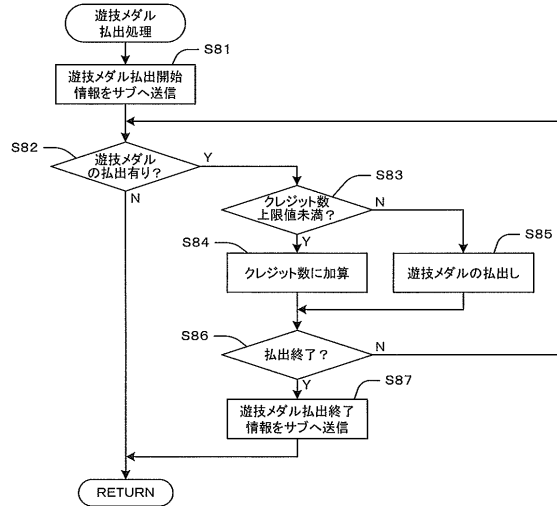 遊技メダル
払出処理
S81
遊技メダル払出開始
情報をサブへ送信
S82
遊技メダル
の払出有り？
Y
N
S83
クレジット数
上限値未満？
N
Y
S84
クレジット数に加算
S85
遊技メダルの払出し
S86
払出終了？
N
Y
S87
遊技メダル払出終了
情報をサブへ送信
RETURN